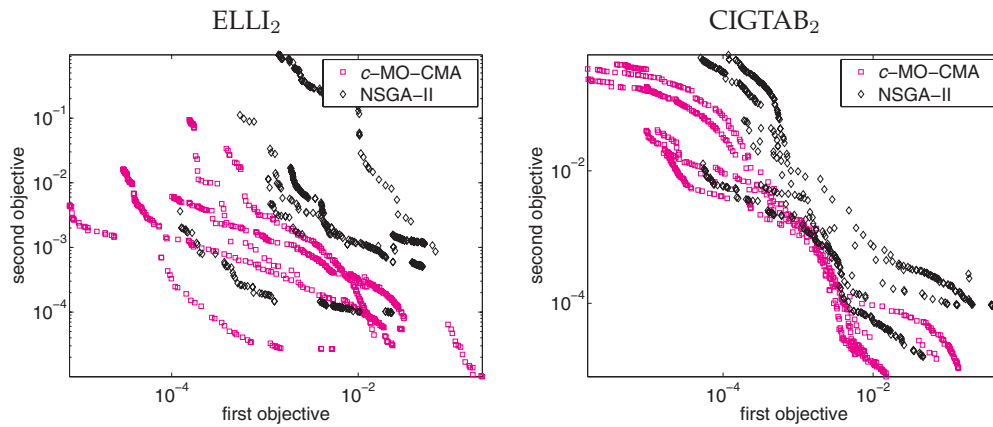 ELLI₂
c–MO–CMA
NSGA–II
10⁻¹
10⁻²
10⁻³
10⁻⁴
second objective
10⁻⁴
10⁻²
first objective
CIGTAB₂
c–MO–CMA
NSGA–II
10⁻²
10⁻⁴
second objective
10⁻⁴
10⁻²
first objective